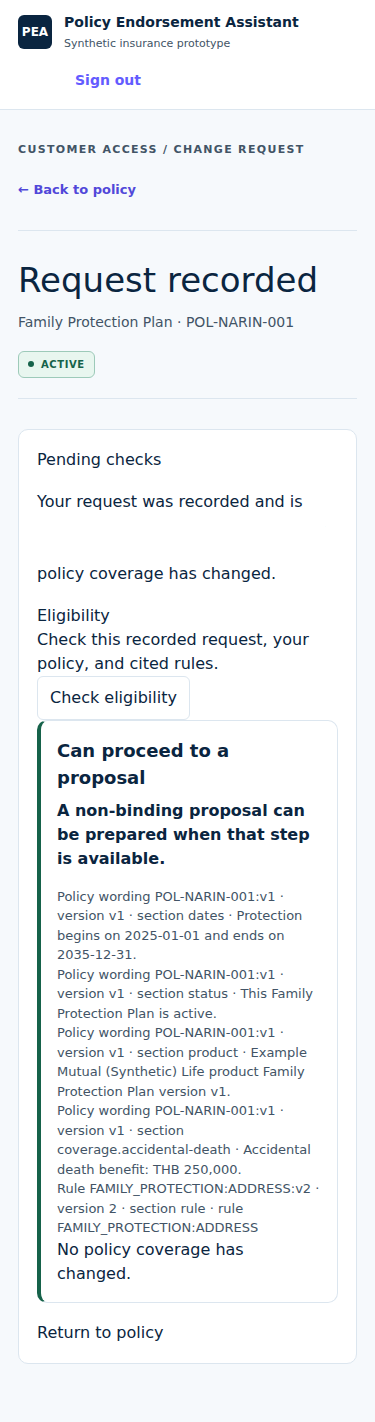 PEA
Policy Endorsement Assistant
Synthetic insurance prototype
Sign out
CUSTOMER ACCESS / CHANGE REQUEST
← Back to policy
Request recorded
Family Protection Plan · POL-NARIN-001
ACTIVE
Pending checks
Your request was recorded and is
policy coverage has changed.
Eligibility
Check this recorded request, your
policy, and cited rules.
Check eligibility
Can proceed to a
proposal
A non-binding proposal can
be prepared when that step
is available.
Policy wording POL-NARIN-001:v1 ·
version v1 · section dates · Protection
begins on 2025-01-01 and ends on
2035-12-31.
Policy wording POL-NARIN-001:v1 ·
version v1 · section status · This Family
Protection Plan is active.
Policy wording POL-NARIN-001:v1 ·
version v1 · section product · Example
Mutual (Synthetic) Life product Family
Protection Plan version v1.
Policy wording POL-NARIN-001:v1 ·
version v1 · section
coverage.accidental-death · Accidental
death benefit: THB 250,000.
Rule FAMILY_PROTECTION:ADDRESS:v2 ·
version 2 · section rule · rule
FAMILY_PROTECTION:ADDRESS
No policy coverage has
changed.
Return to policy